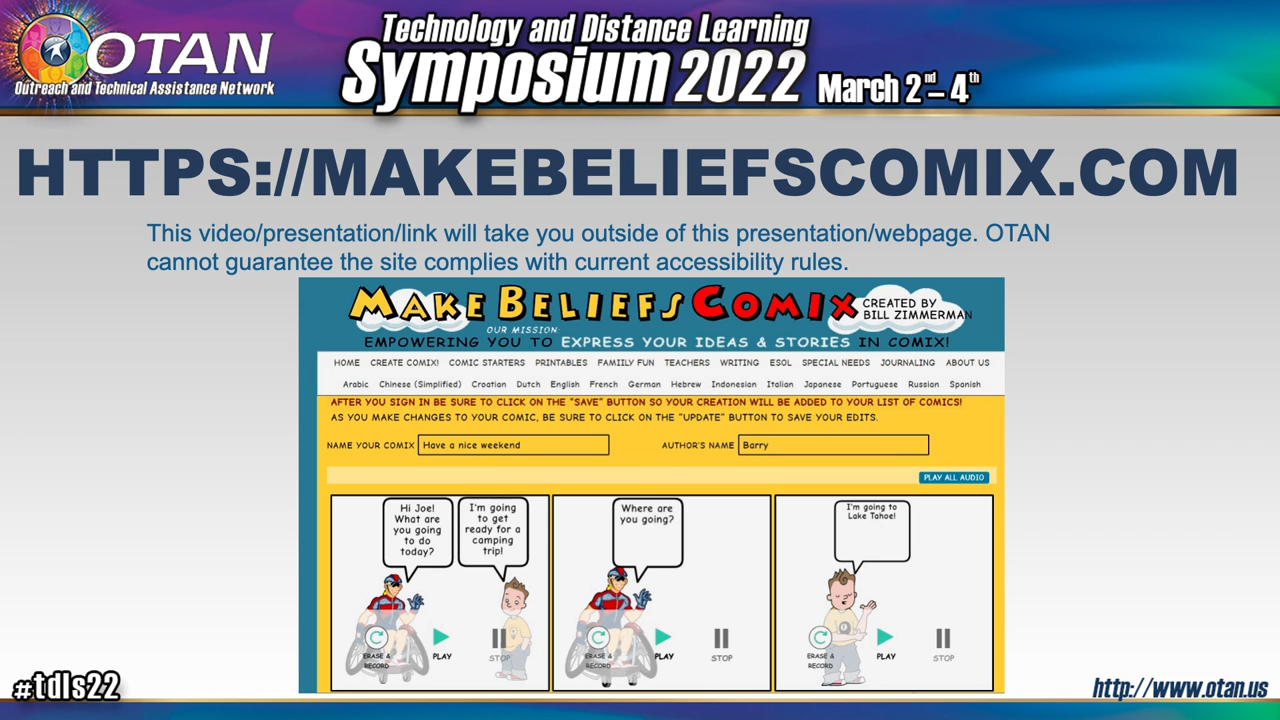 OTAN
Outreach and Technical Assistance Network
Technology and Distance Learning
Symposium 2022 March 2nd – 4th
HTTPS://MAKEBELIEFSCOMIX.COM
This video/presentation/link will take you outside of this presentation/webpage. OTAN
cannot guarantee the site complies with current accessibility rules.
MAKE BELIEFS COMIX
CREATED BY
BILL ZIMMERMAN
OUR MISSION:
EMPOWERING YOU TO EXPRESS YOUR IDEAS & STORIES IN COMIX!
HOME CREATE COMIX! COMIC STARTERS PRINTABLES FAMIILY FUN TEACHERS WRITING ESOL SPECIAL NEEDS JOURNALING ABOUT US
Arabic Chinese (Simplified) Croatian Dutch English French German Hebrew Indonesian Italian Japanese Portuguese Russian Spanish
AFTER YOU SIGN IN BE SURE TO CLICK ON THE "SAVE" BUTTON SO YOUR CREATION WILL BE ADDED TO YOUR LIST OF COMICS!
AS YOU MAKE CHANGES TO YOUR COMIC, BE SURE TO CLICK ON THE "UPDATE" BUTTON TO SAVE YOUR EDITS.
NAME YOUR COMIX Have a nice weekend AUTHOR'S NAME Barry
PLAY ALL AUDIO
Hi Joe!
What are
you going
to do
today?
I'm going
to get
ready for a
camping
trip!
Where are
you going?
I'm going to
Lake Tahoe!
ERASE &
RECORD
PLAY
STOP
ERASE &
RECORD
PLAY
STOP
ERASE &
RECORD
PLAY
STOP
#tdls22
http://www.otan.us